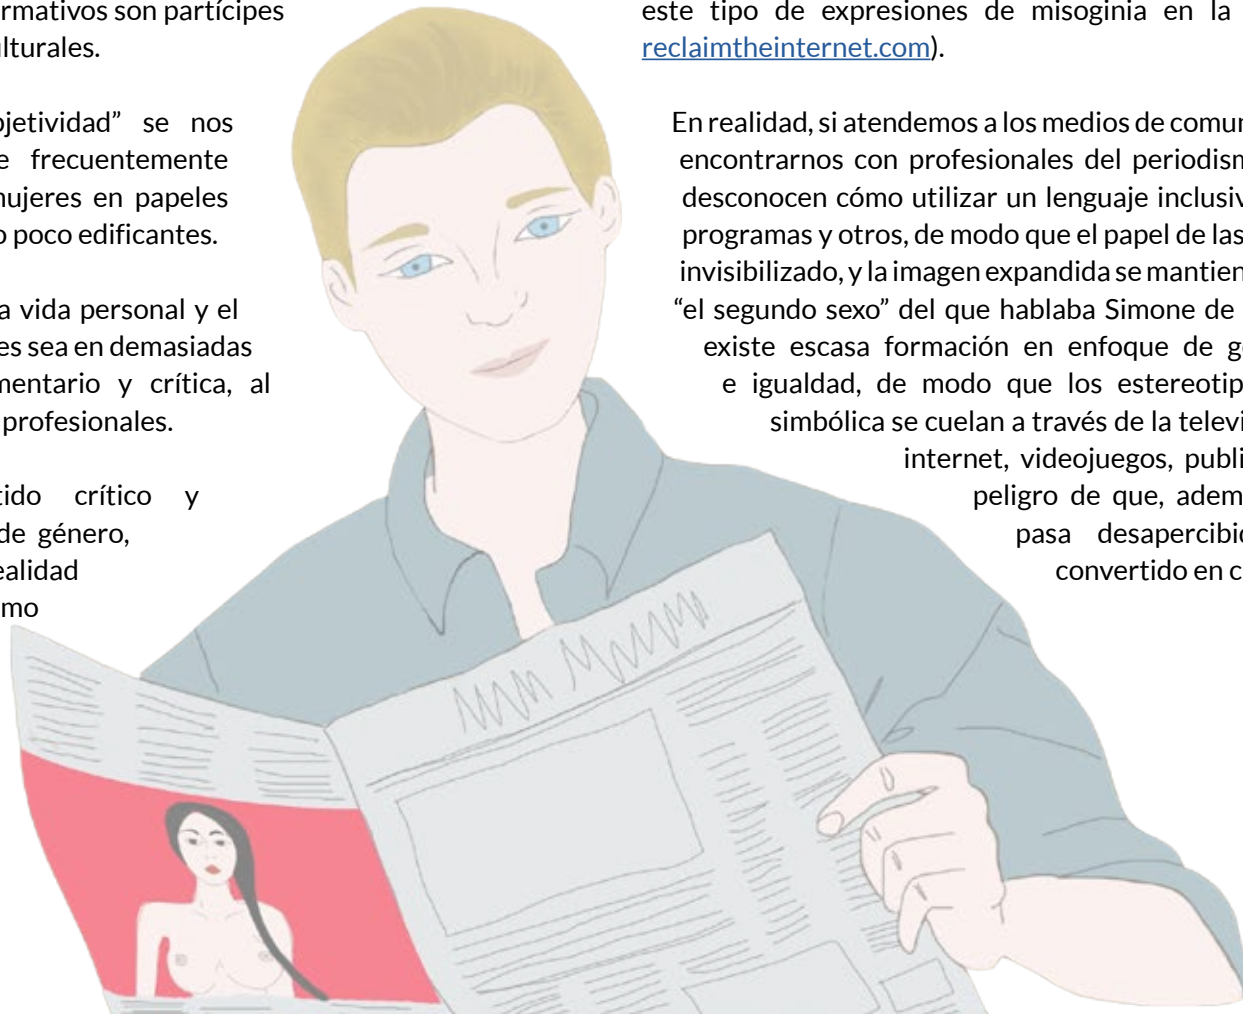 rmativos son partícipes
ulturales.
bjetividad” se nos
e frecuentemente
mujeres en papeles
o poco edificantes.
a vida personal y el
es sea en demasiadas
mentario y crítica, al
profesionales.
tido crítico y
de género,
ealidad
mo
este tipo de expresiones de misoginia en la
reclaimtheinternet.com).
En realidad, si atendemos a los medios de comun
encontrarnos con profesionales del periodism
desconocen cómo utilizar un lenguaje inclusiv
programas y otros, de modo que el papel de las
invisibilizado, y la imagen expandida se mantien
“el segundo sexo” del que hablaba Simone de
existe escasa formación en enfoque de g
e igualdad, de modo que los estereotip
simbólica se cuelan a través de la televi
internet, videojuegos, publi
peligro de que, adem
pasa desapercibid
convertido en c